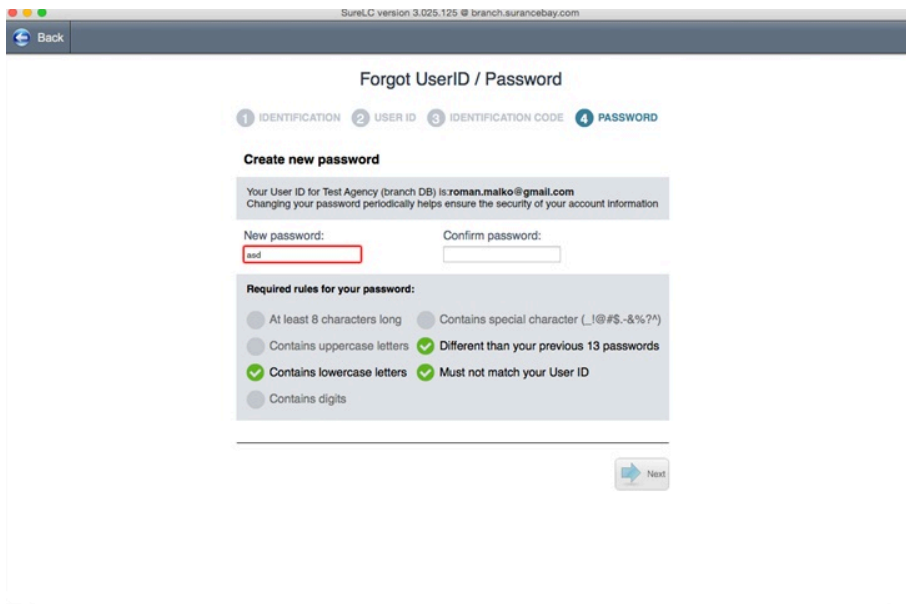 SureLC version 3.025.125 @ branch.surancebay.com
Back
Forgot UserID / Password
1 IDENTIFICATION 2 USER ID 3 IDENTIFICATION CODE 4 PASSWORD
Create new password
Your User ID for Test Agency (branch DB) is:roman.malko@gmail.com
Changing your password periodically helps ensure the security of your account information
New password: Confirm password:
asd
Required rules for your password:
At least 8 characters long Contains special character (_!@#$.-&%?^)
Contains uppercase letters Different than your previous 13 passwords
Contains lowercase letters Must not match your User ID
Contains digits
Next